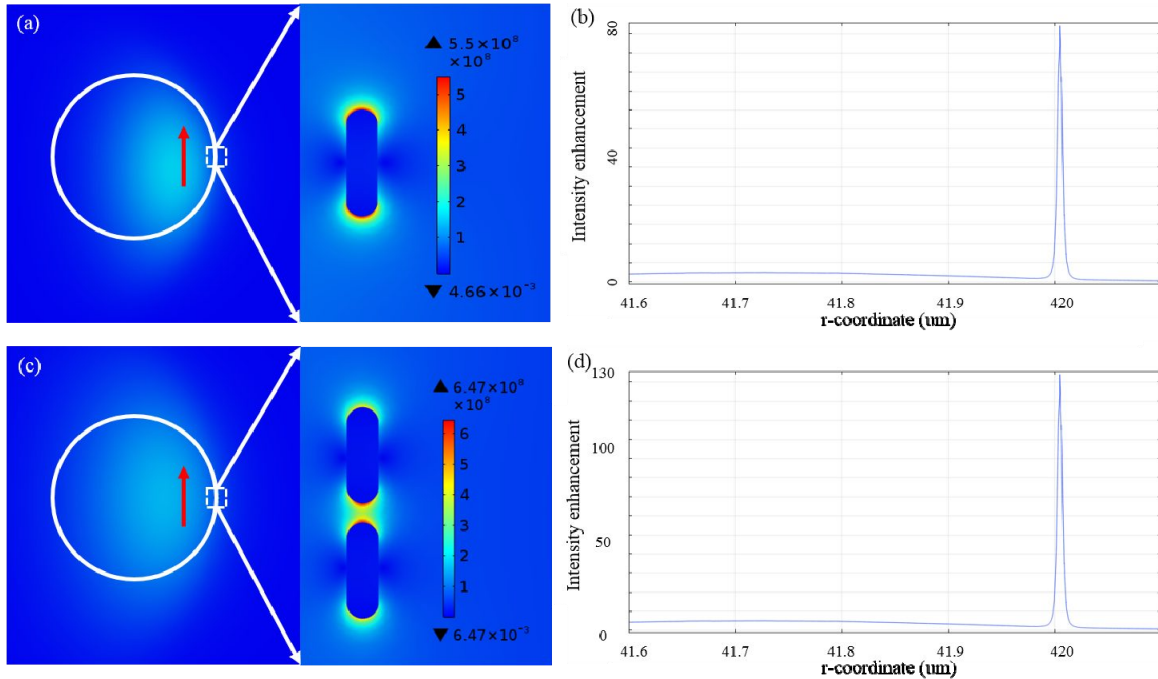 (a)
▲ 5.5×10⁸
×10⁸
5
4
3
2
1
▼ 4.66×10⁻³
(b)
80
40
0
Intensity enhancement
41.6 41.7 41.8 41.9 420
r-coordinate (um)
(c)
▲ 6.47×10⁸
×10⁸
6
5
4
3
2
1
▼ 6.47×10⁻³
(d)
130
100
50
0
Intensity enhancement
41.6 41.7 41.8 41.9 420
r-coordinate (um)